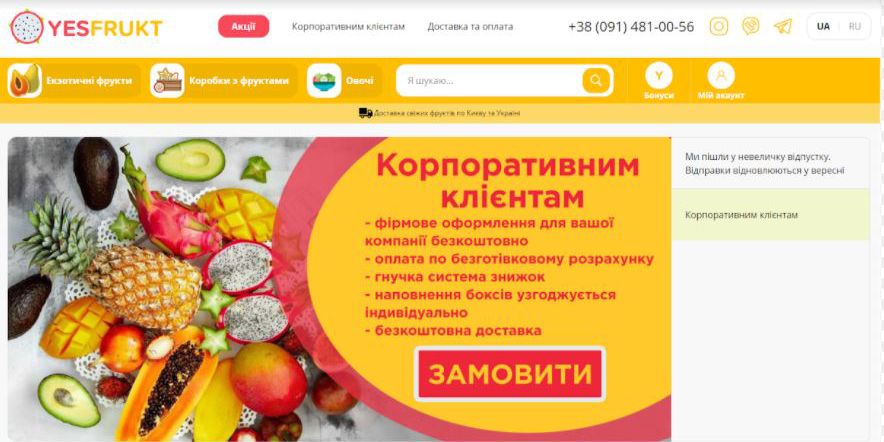 YESFRUKT
Акції
Корпоративним клієнтам
Доставка та оплата
+38 (091) 481-00-56
UA
RU
Екзотичні фрукти
Коробки з фруктами
Овочі
Я шукаю...
Y
Бонуси
Мій акаунт
Доставка свіжих фруктів по Києву та Україні
Корпоративним
клієнтам
- фірмове оформлення для вашої
компанії безкоштовно
- оплата по безготівковому розрахунку
- гнучка система знижок
- наповнення боксів узгоджується
індивідуально
- безкоштовна доставка
ЗАМОВИТИ
Ми пішли у невеличку відпустку.
Відправки відновлюються у вересні
Корпоративним клієнтам